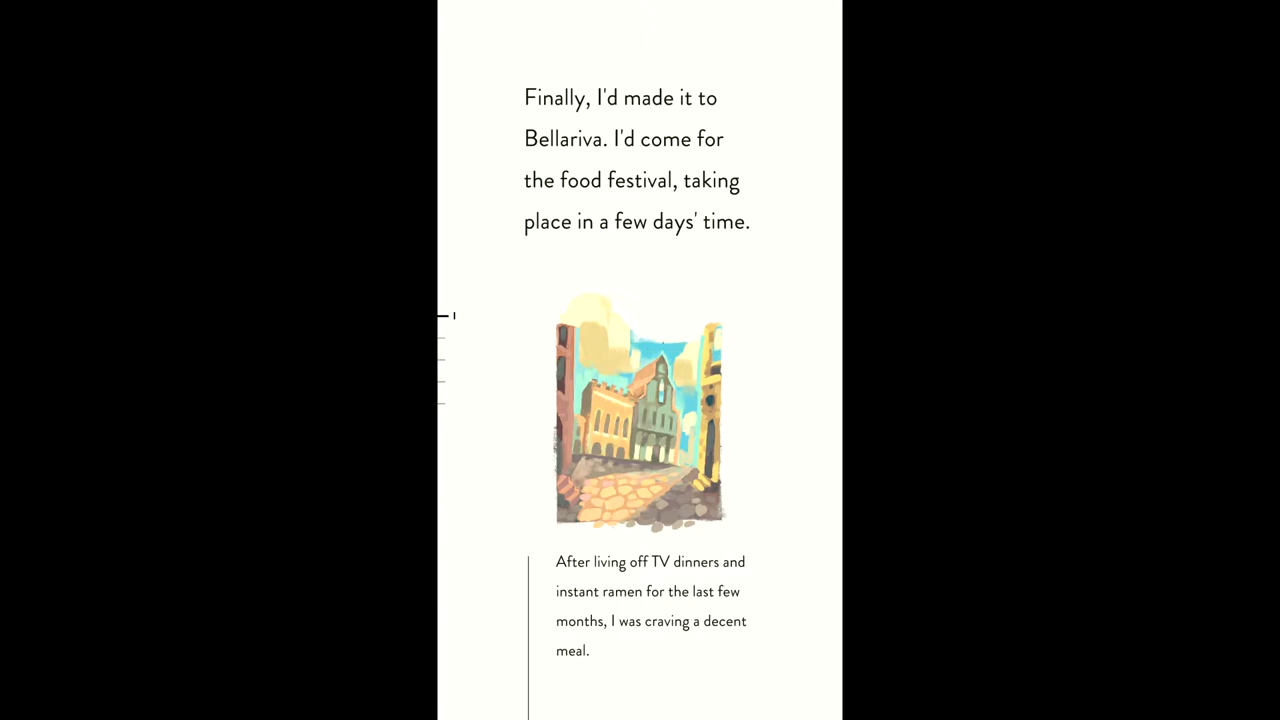 Finally, I'd made it to
Bellariva. I'd come for
the food festival, taking
place in a few days' time.
I
After living off TV dinners and
instant ramen for the last few
months, I was craving a decent
meal.